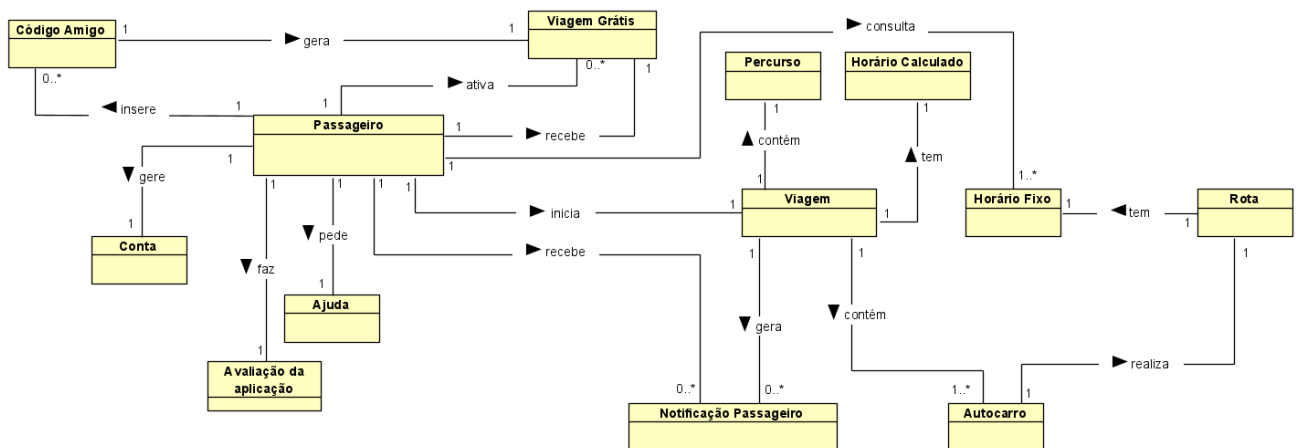 Código Amigo
1
gera
1
Viagem Grátis
0..*
insere
1
1
ativa
0..*
1
recebe
1
1
consulta
1..*
Passageiro
1
gere
1
Conta
1
faz
1
Avaliação da
aplicação
1
pede
1
Ajuda
1
recebe
0..*
1
inicia
1
Viagem
1
contém
1
Percurso
1
tem
1
Horário Calculado
Horário Fixo
1
tem
1
Rota
1
gera
0..*
Notificação Passageiro
1
contém
1..*
Autocarro
1
realiza
1